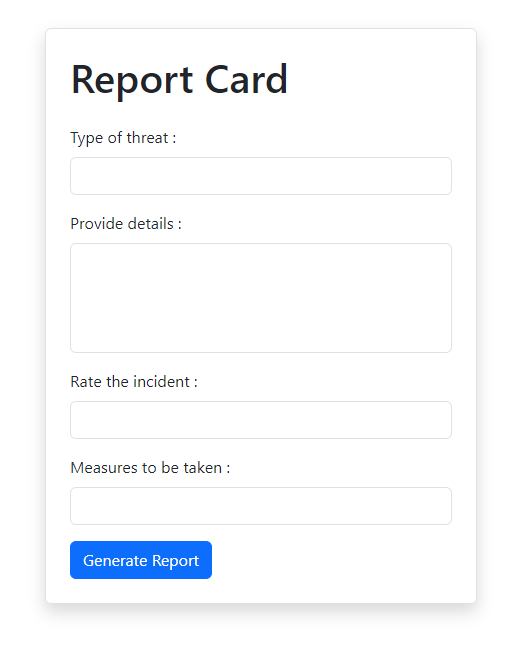 Report Card
Type of threat :
Provide details :
Rate the incident :
Measures to be taken :
Generate Report